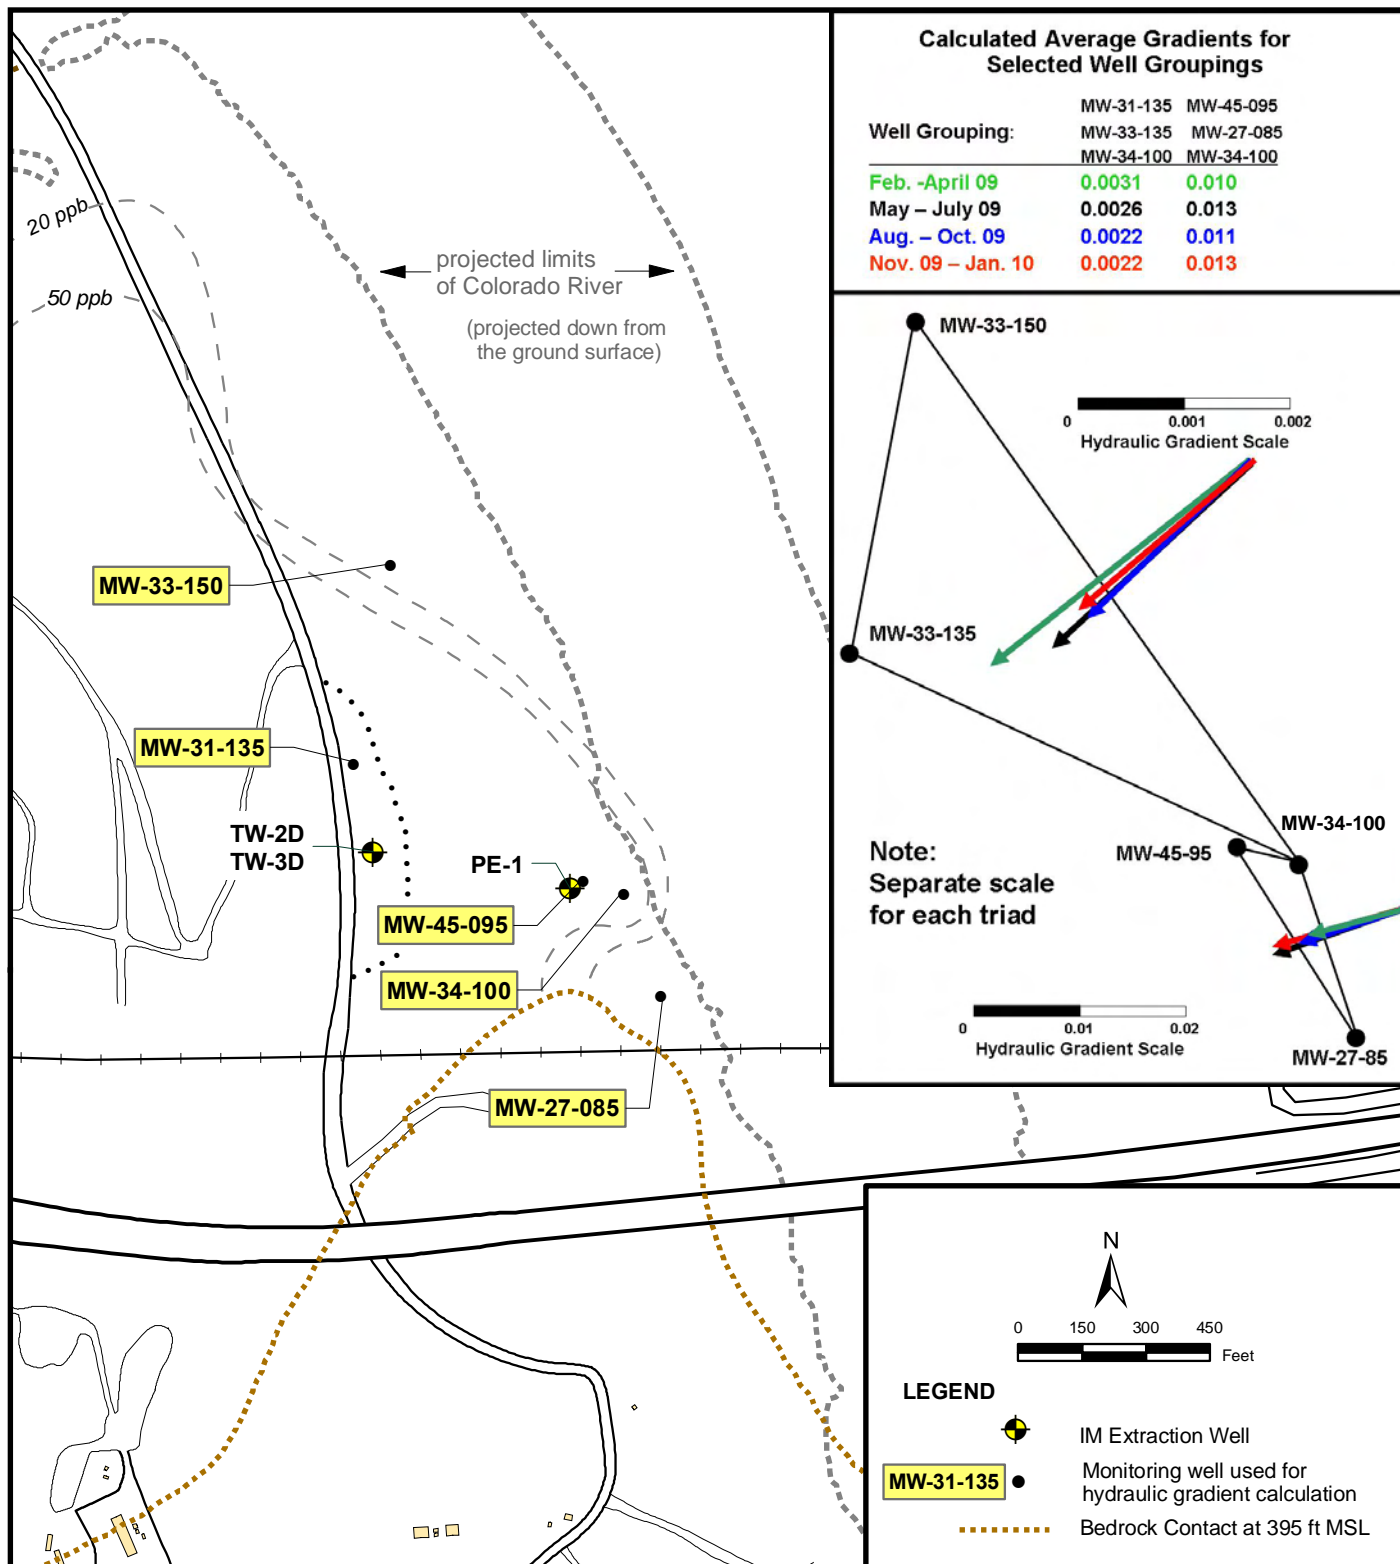 Calculated Average Gradients for
Selected Well Groupings
MW-31-135 MW-45-095
Well Grouping: MW-33-135 MW-27-085
MW-34-100 MW-34-100
Feb. -April 09 0.0031 0.010
May – July 09 0.0026 0.013
Aug. – Oct. 09 0.0022 0.011
Nov. 09 – Jan. 10 0.0022 0.013
20 ppb
50 ppb
projected limits
of Colorado River
(projected down from
the ground surface)
MW-33-150
MW-31-135
TW-2D
TW-3D
PE-1
MW-45-095
MW-34-100
MW-27-085
MW-33-150
0 0.001 0.002
Hydraulic Gradient Scale
MW-33-135
MW-34-100
MW-45-95
Note:
Separate scale
for each triad
0 0.01 0.02
Hydraulic Gradient Scale
MW-27-85
N
0 150 300 450
Feet
LEGEND
IM Extraction Well
MW-31-135
Monitoring well used for
hydraulic gradient calculation
Bedrock Contact at 395 ft MSL